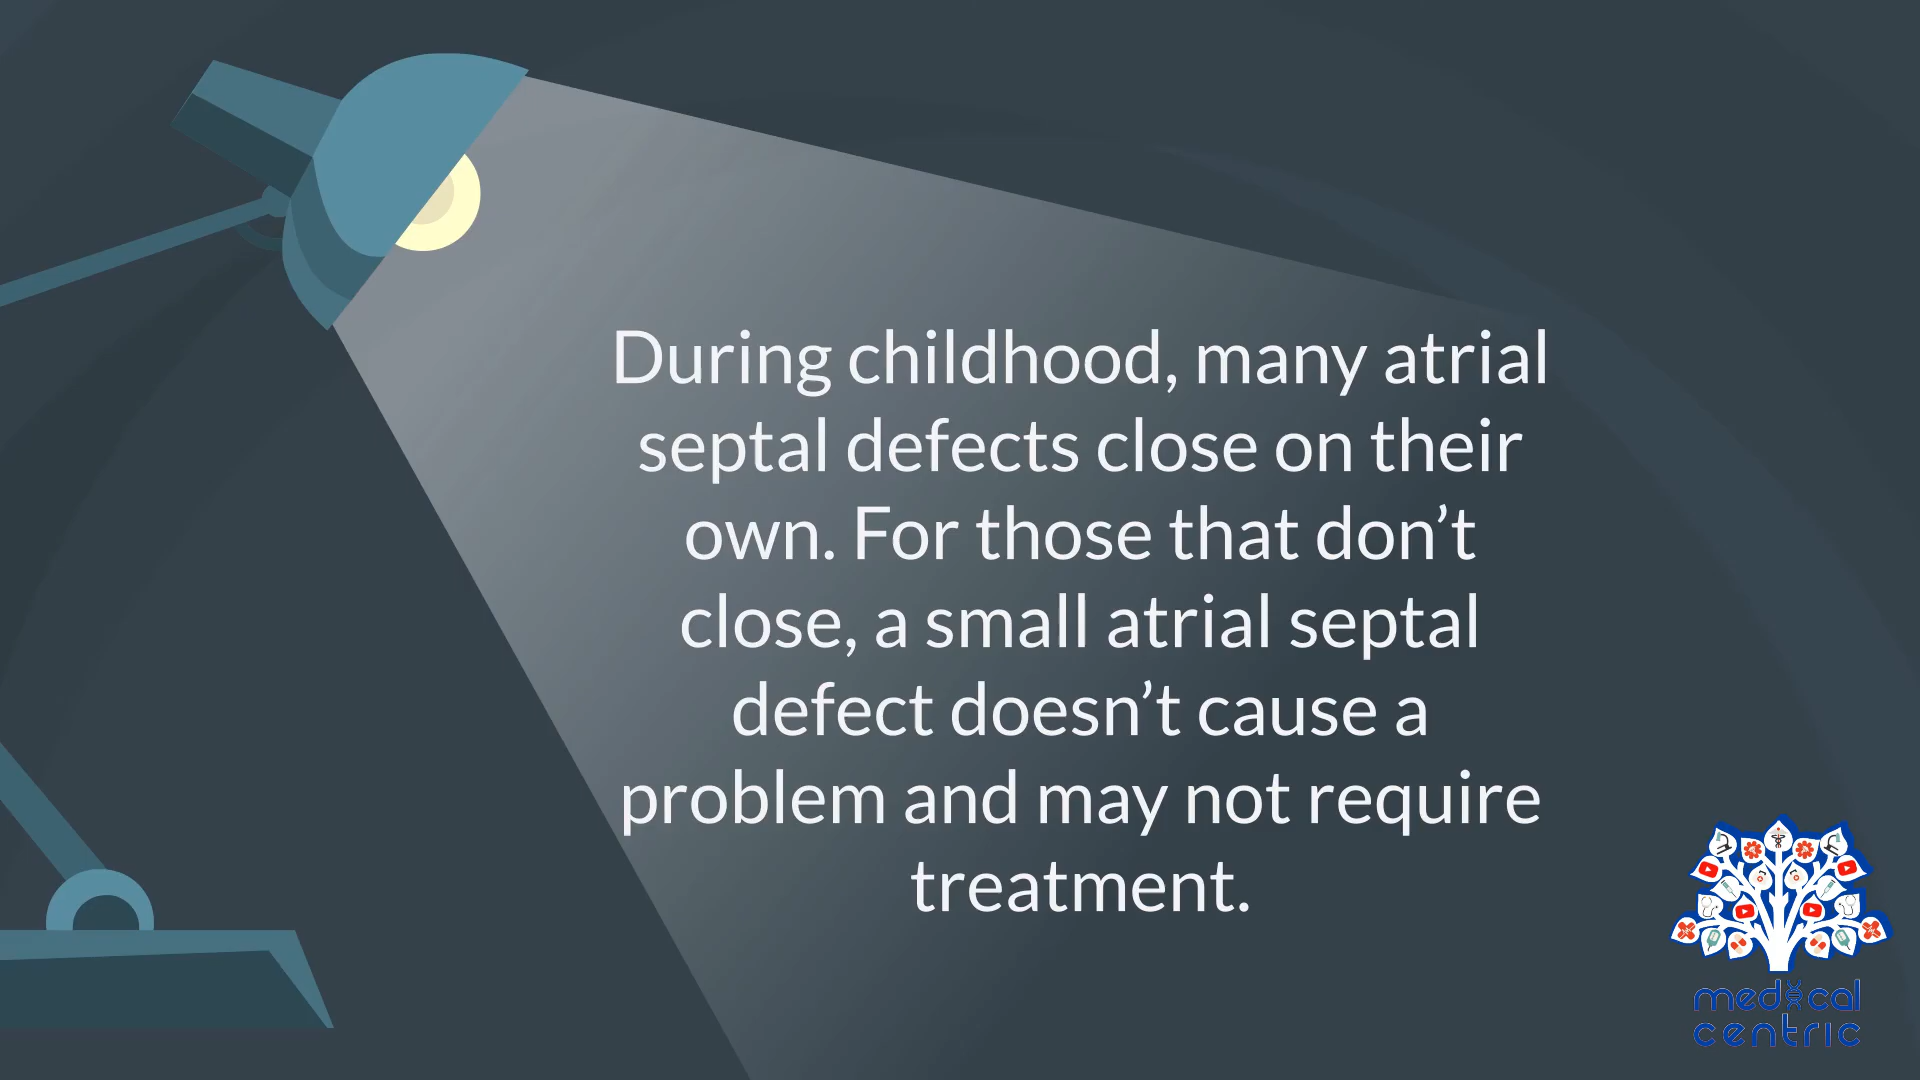 During childhood, many atrial
septal defects close on their
own. For those that don’t
close, a small atrial septal
defect doesn’t cause a
problem and may not require
treatment.
medical
centric